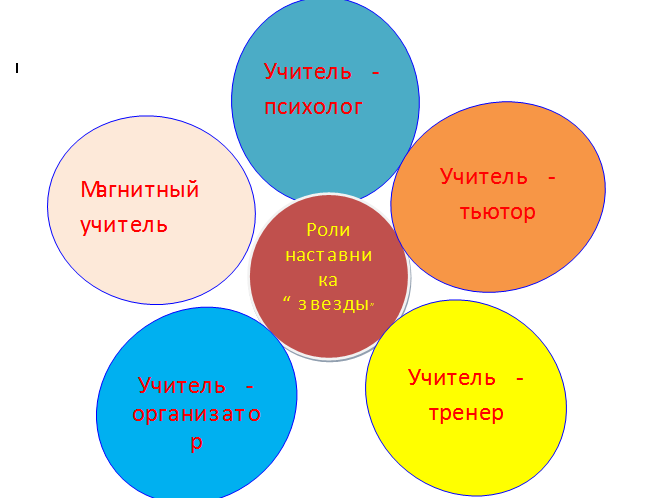 Учитель -
психолог
Учитель -
тьютор
Магнитный
учитель
Роли
наставни
ка
“ звезды”
Учитель -
тренер
Учитель -
организато
р